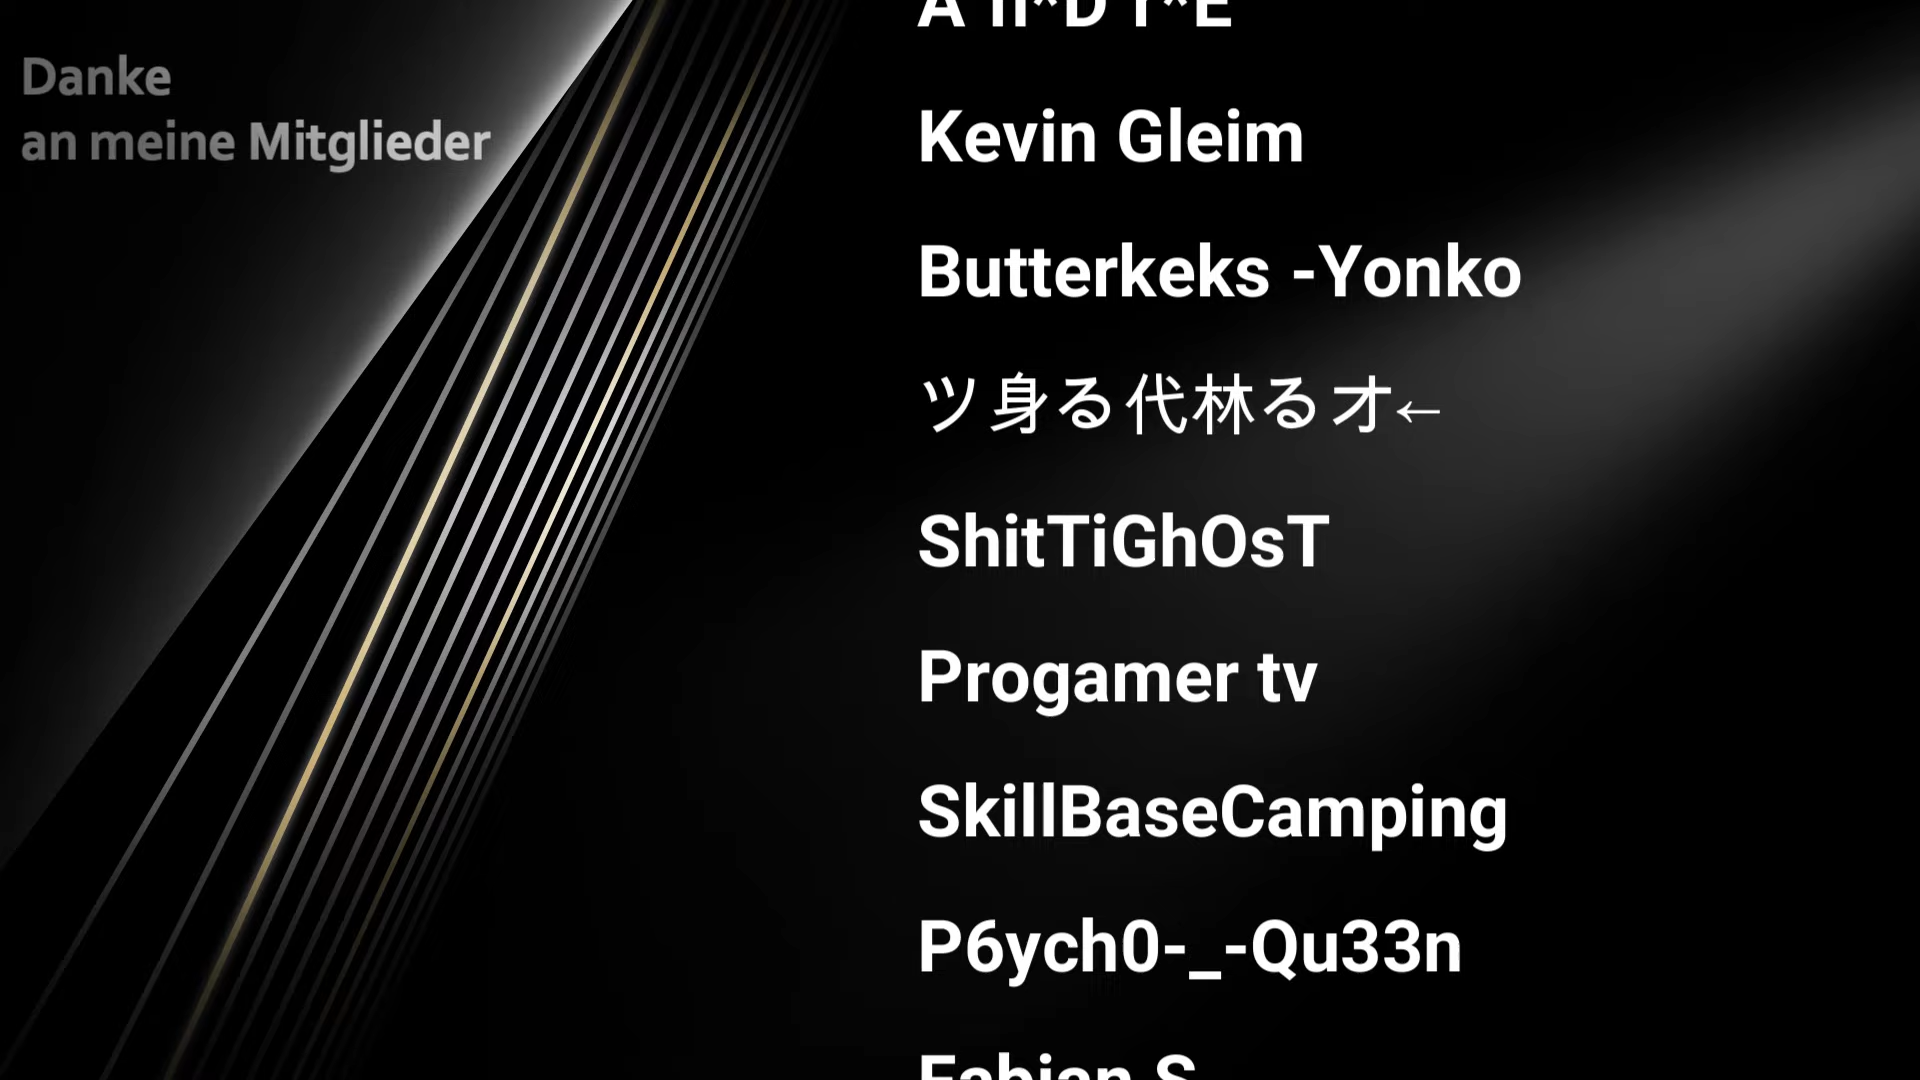 Danke
an meine Mitglieder
A n*D r*E
Kevin Gleim
Butterkeks -Yonko
ツ身る代林るオ←
ShitTiGhOsT
Progamer tv
SkillBaseCamping
P6ych0-_-Qu33n
Fabian S